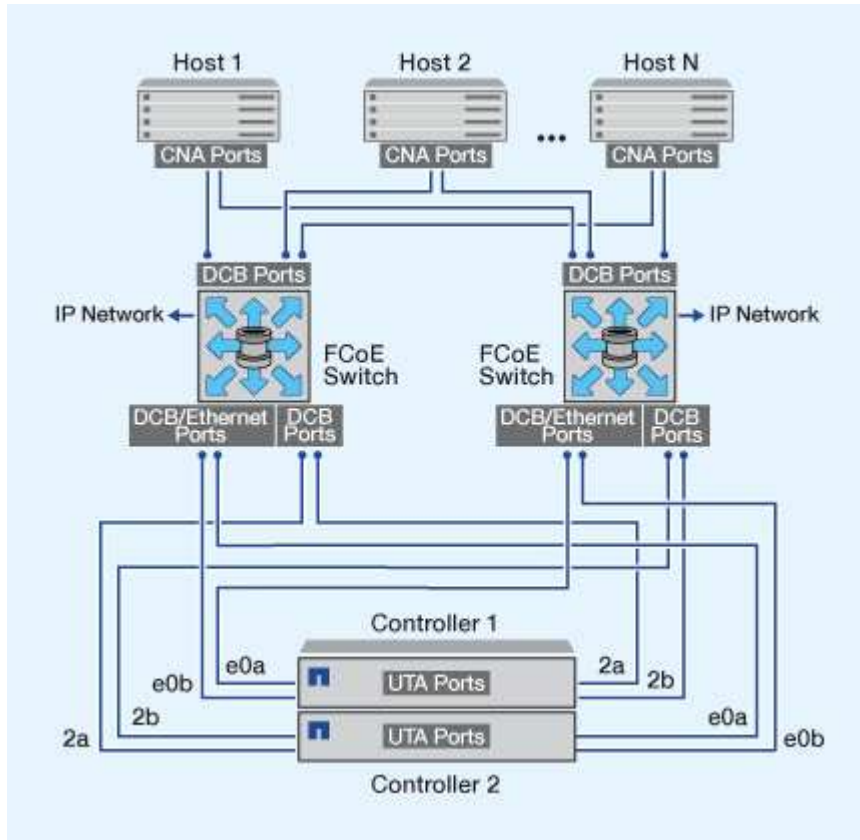 Host 1
Host 2
Host N
...
CNA Ports
CNA Ports
CNA Ports
DCB Ports
DCB Ports
IP Network
IP Network
FCoE
Switch
FCoE
Switch
DCB/Ethernet
Ports
DCB
Ports
DCB/Ethernet
Ports
DCB
Ports
Controller 1
e0a
2a
UTA Ports
e0b
2b
2b
e0a
UTA Ports
2a
e0b
Controller 2